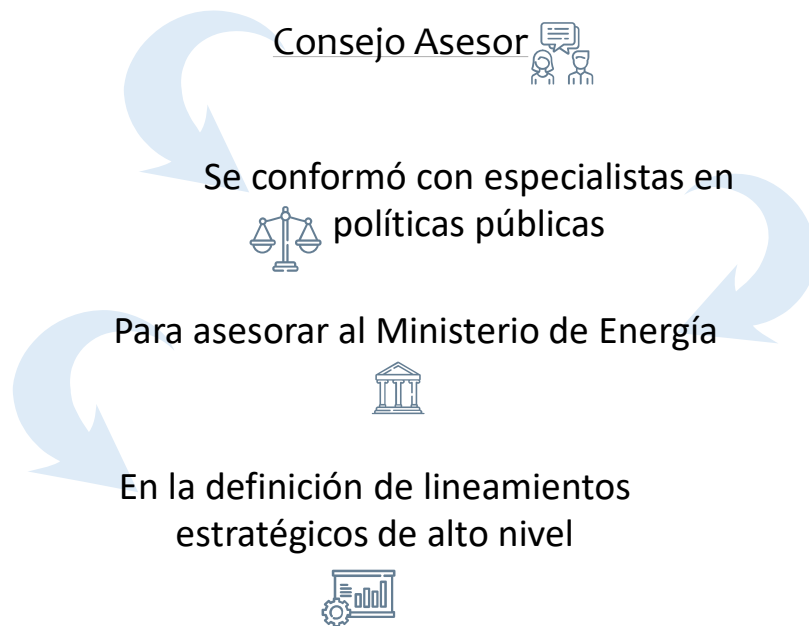 Consejo Asesor
Se conformó con especialistas en
políticas públicas
Para asesorar al Ministerio de Energía
En la definición de lineamientos
estratégicos de alto nivel